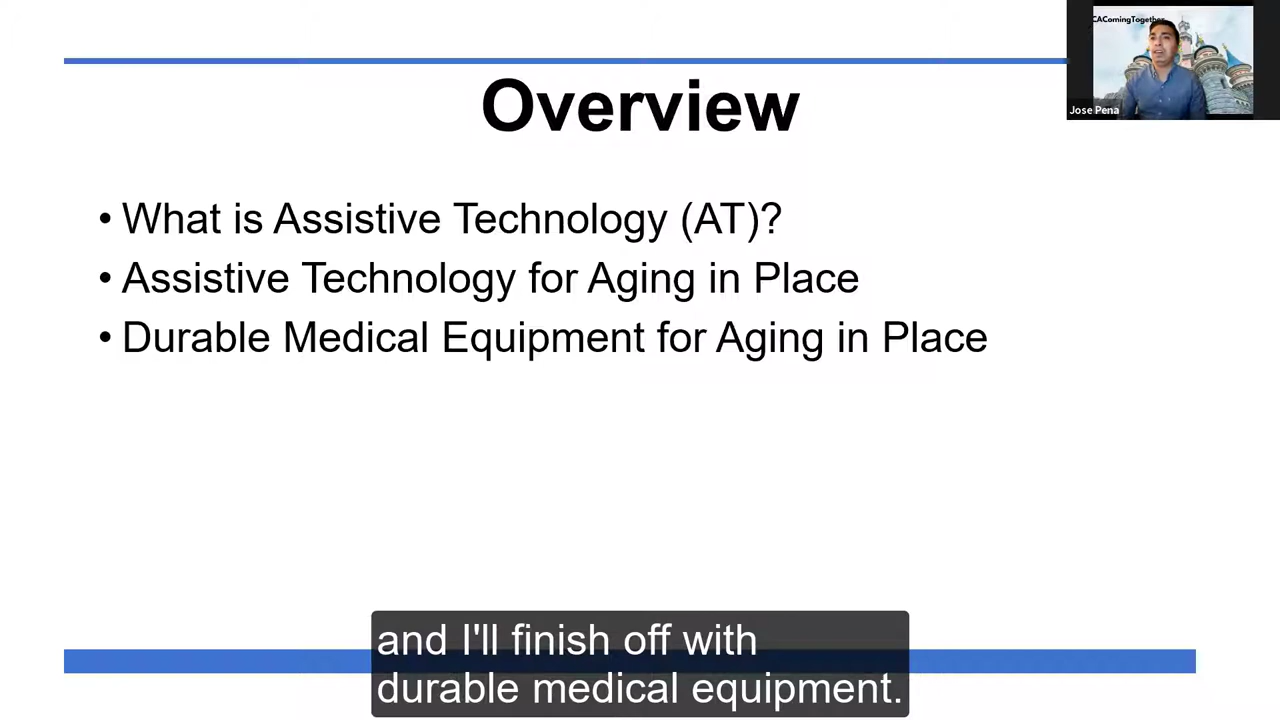 CAComingTogether
Jose Pena
Overview
• What is Assistive Technology (AT)?
• Assistive Technology for Aging in Place
• Durable Medical Equipment for Aging in Place
and I'll finish off with
durable medical equipment.